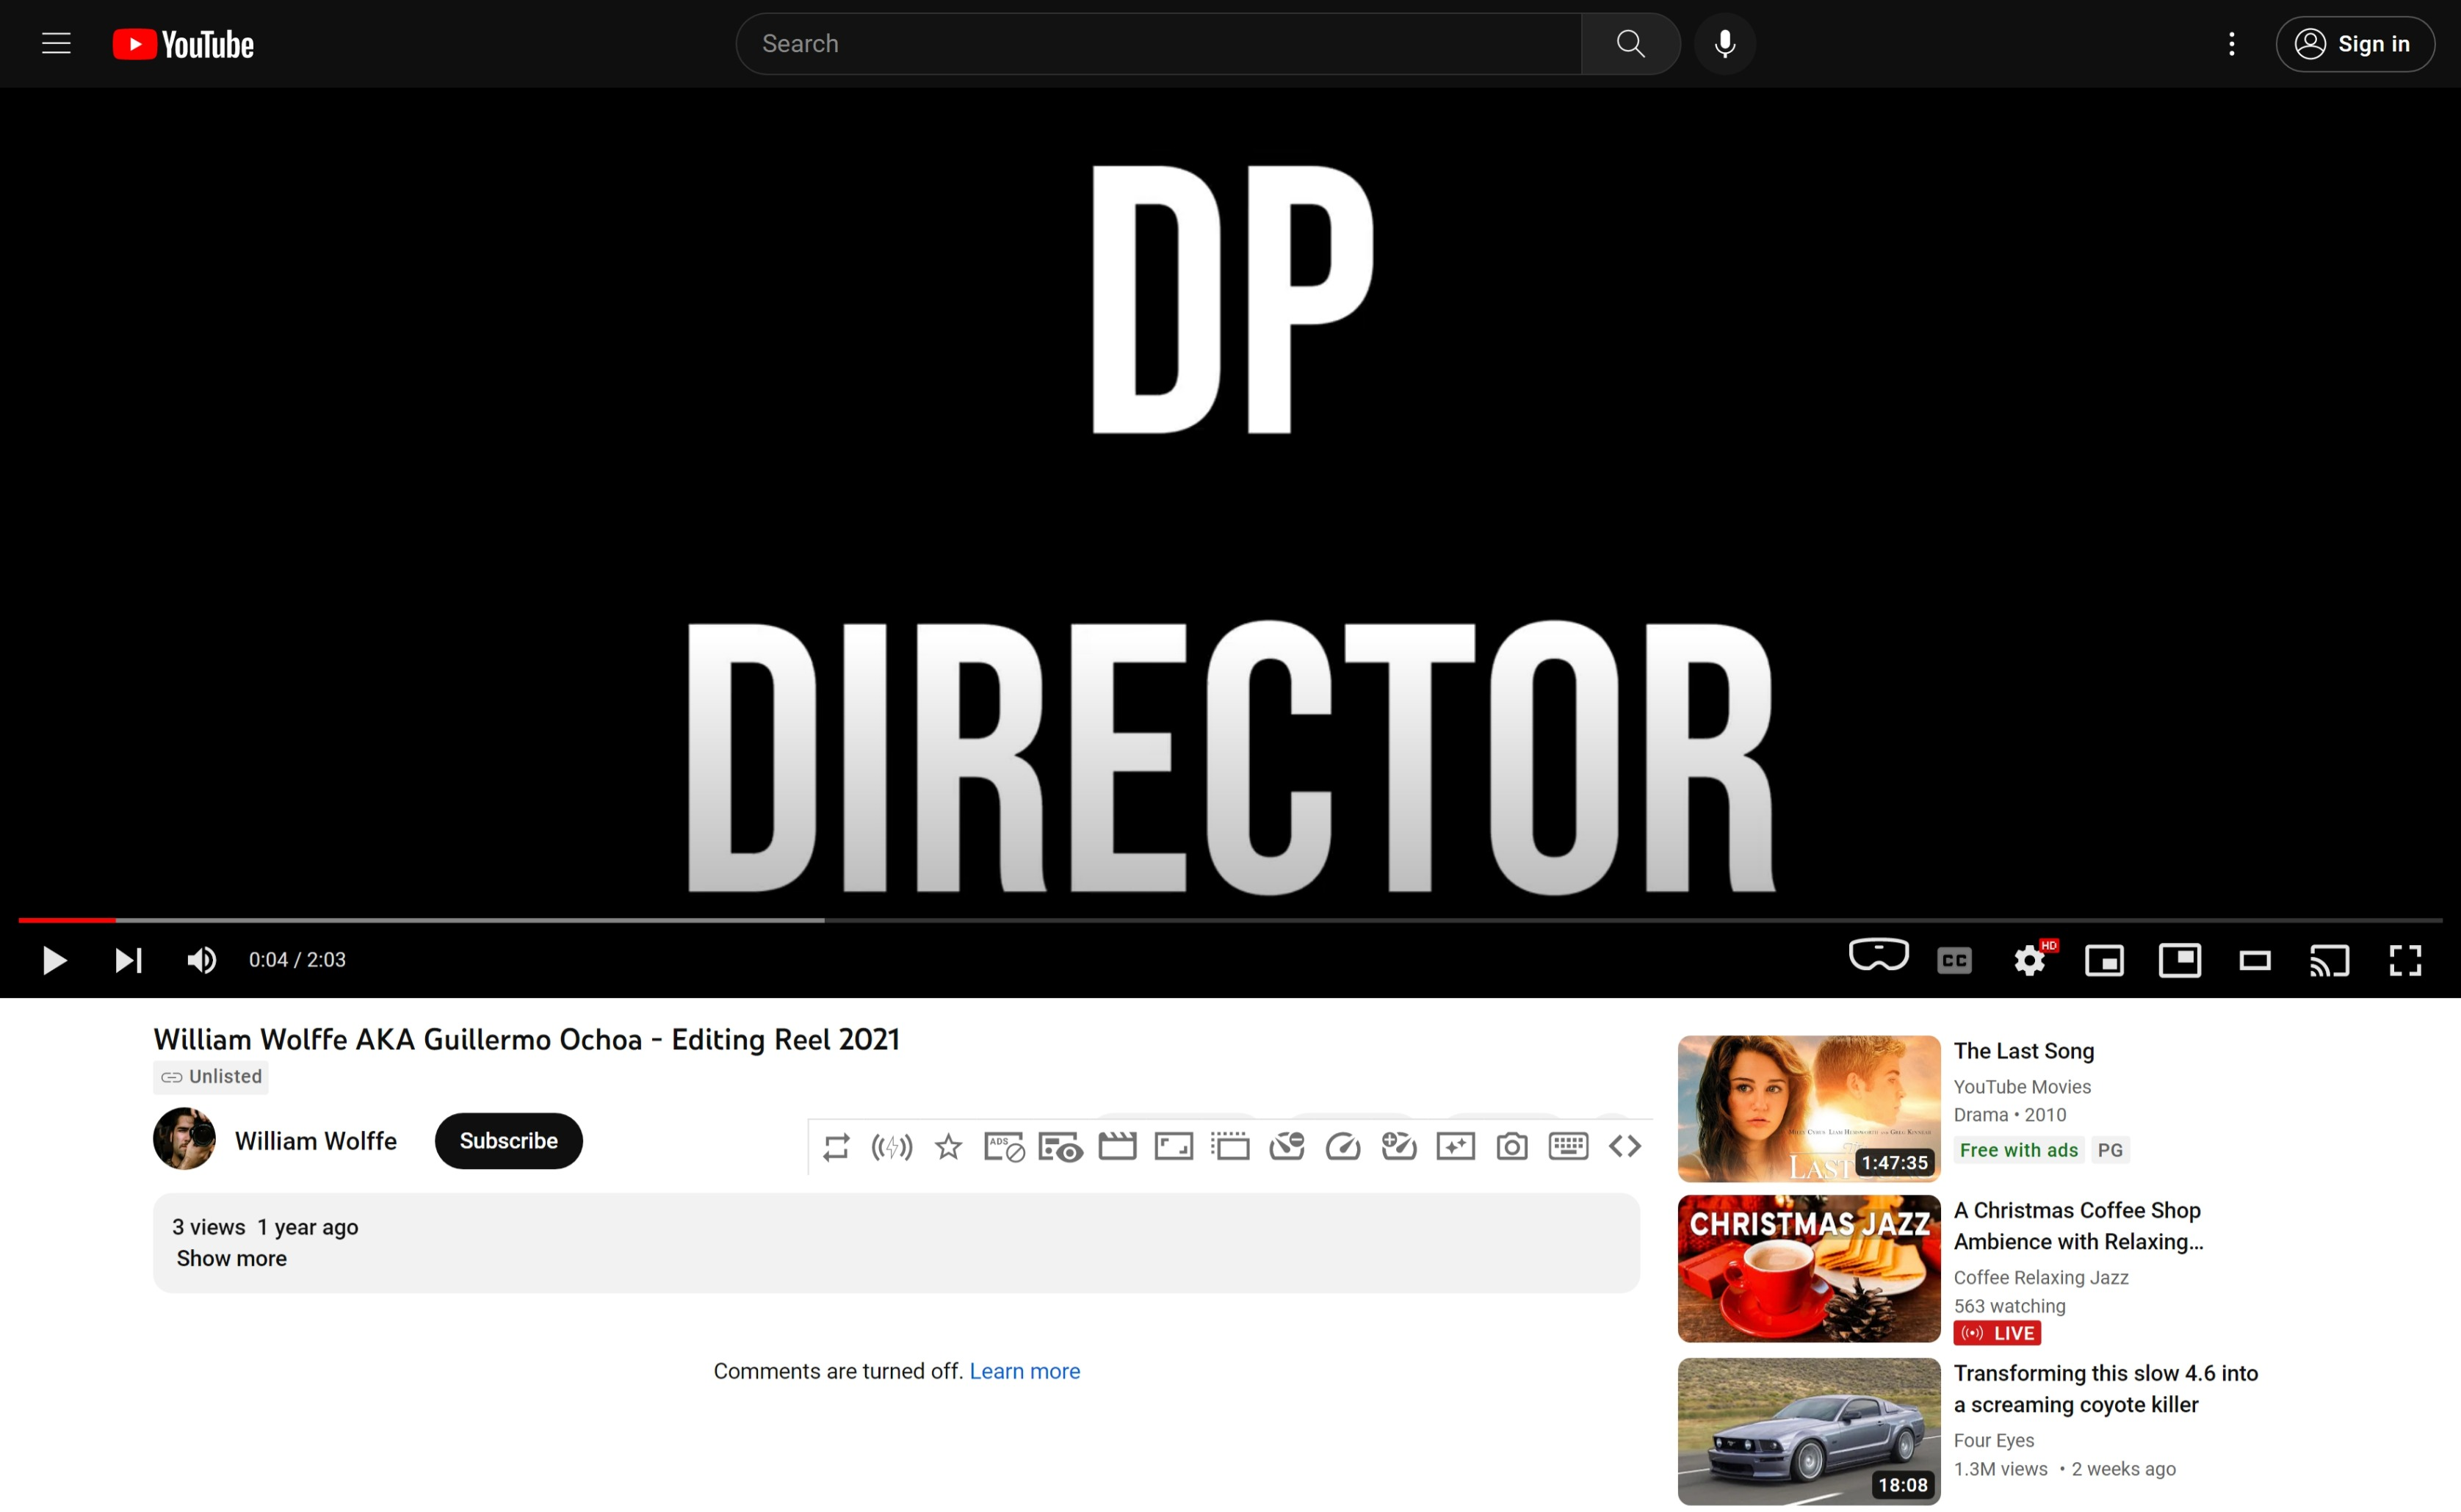 YouTube
Search
Sign in
DP
DIRECTOR
0:04 / 2:03
CC
HD
William Wolffe AKA Guillermo Ochoa - Editing Reel 2021
Unlisted
William Wolffe
Subscribe
ADS
3 views 1 year ago
Show more
Comments are turned off. Learn more
LAST
1:47:35
The Last Song
YouTube Movies
Drama • 2010
Free with ads PG
CHRISTMAS JAZZ
A Christmas Coffee Shop
Ambience with Relaxing...
Coffee Relaxing Jazz
563 watching
LIVE
18:08
Transforming this slow 4.6 into
a screaming coyote killer
Four Eyes
1.3M views • 2 weeks ago